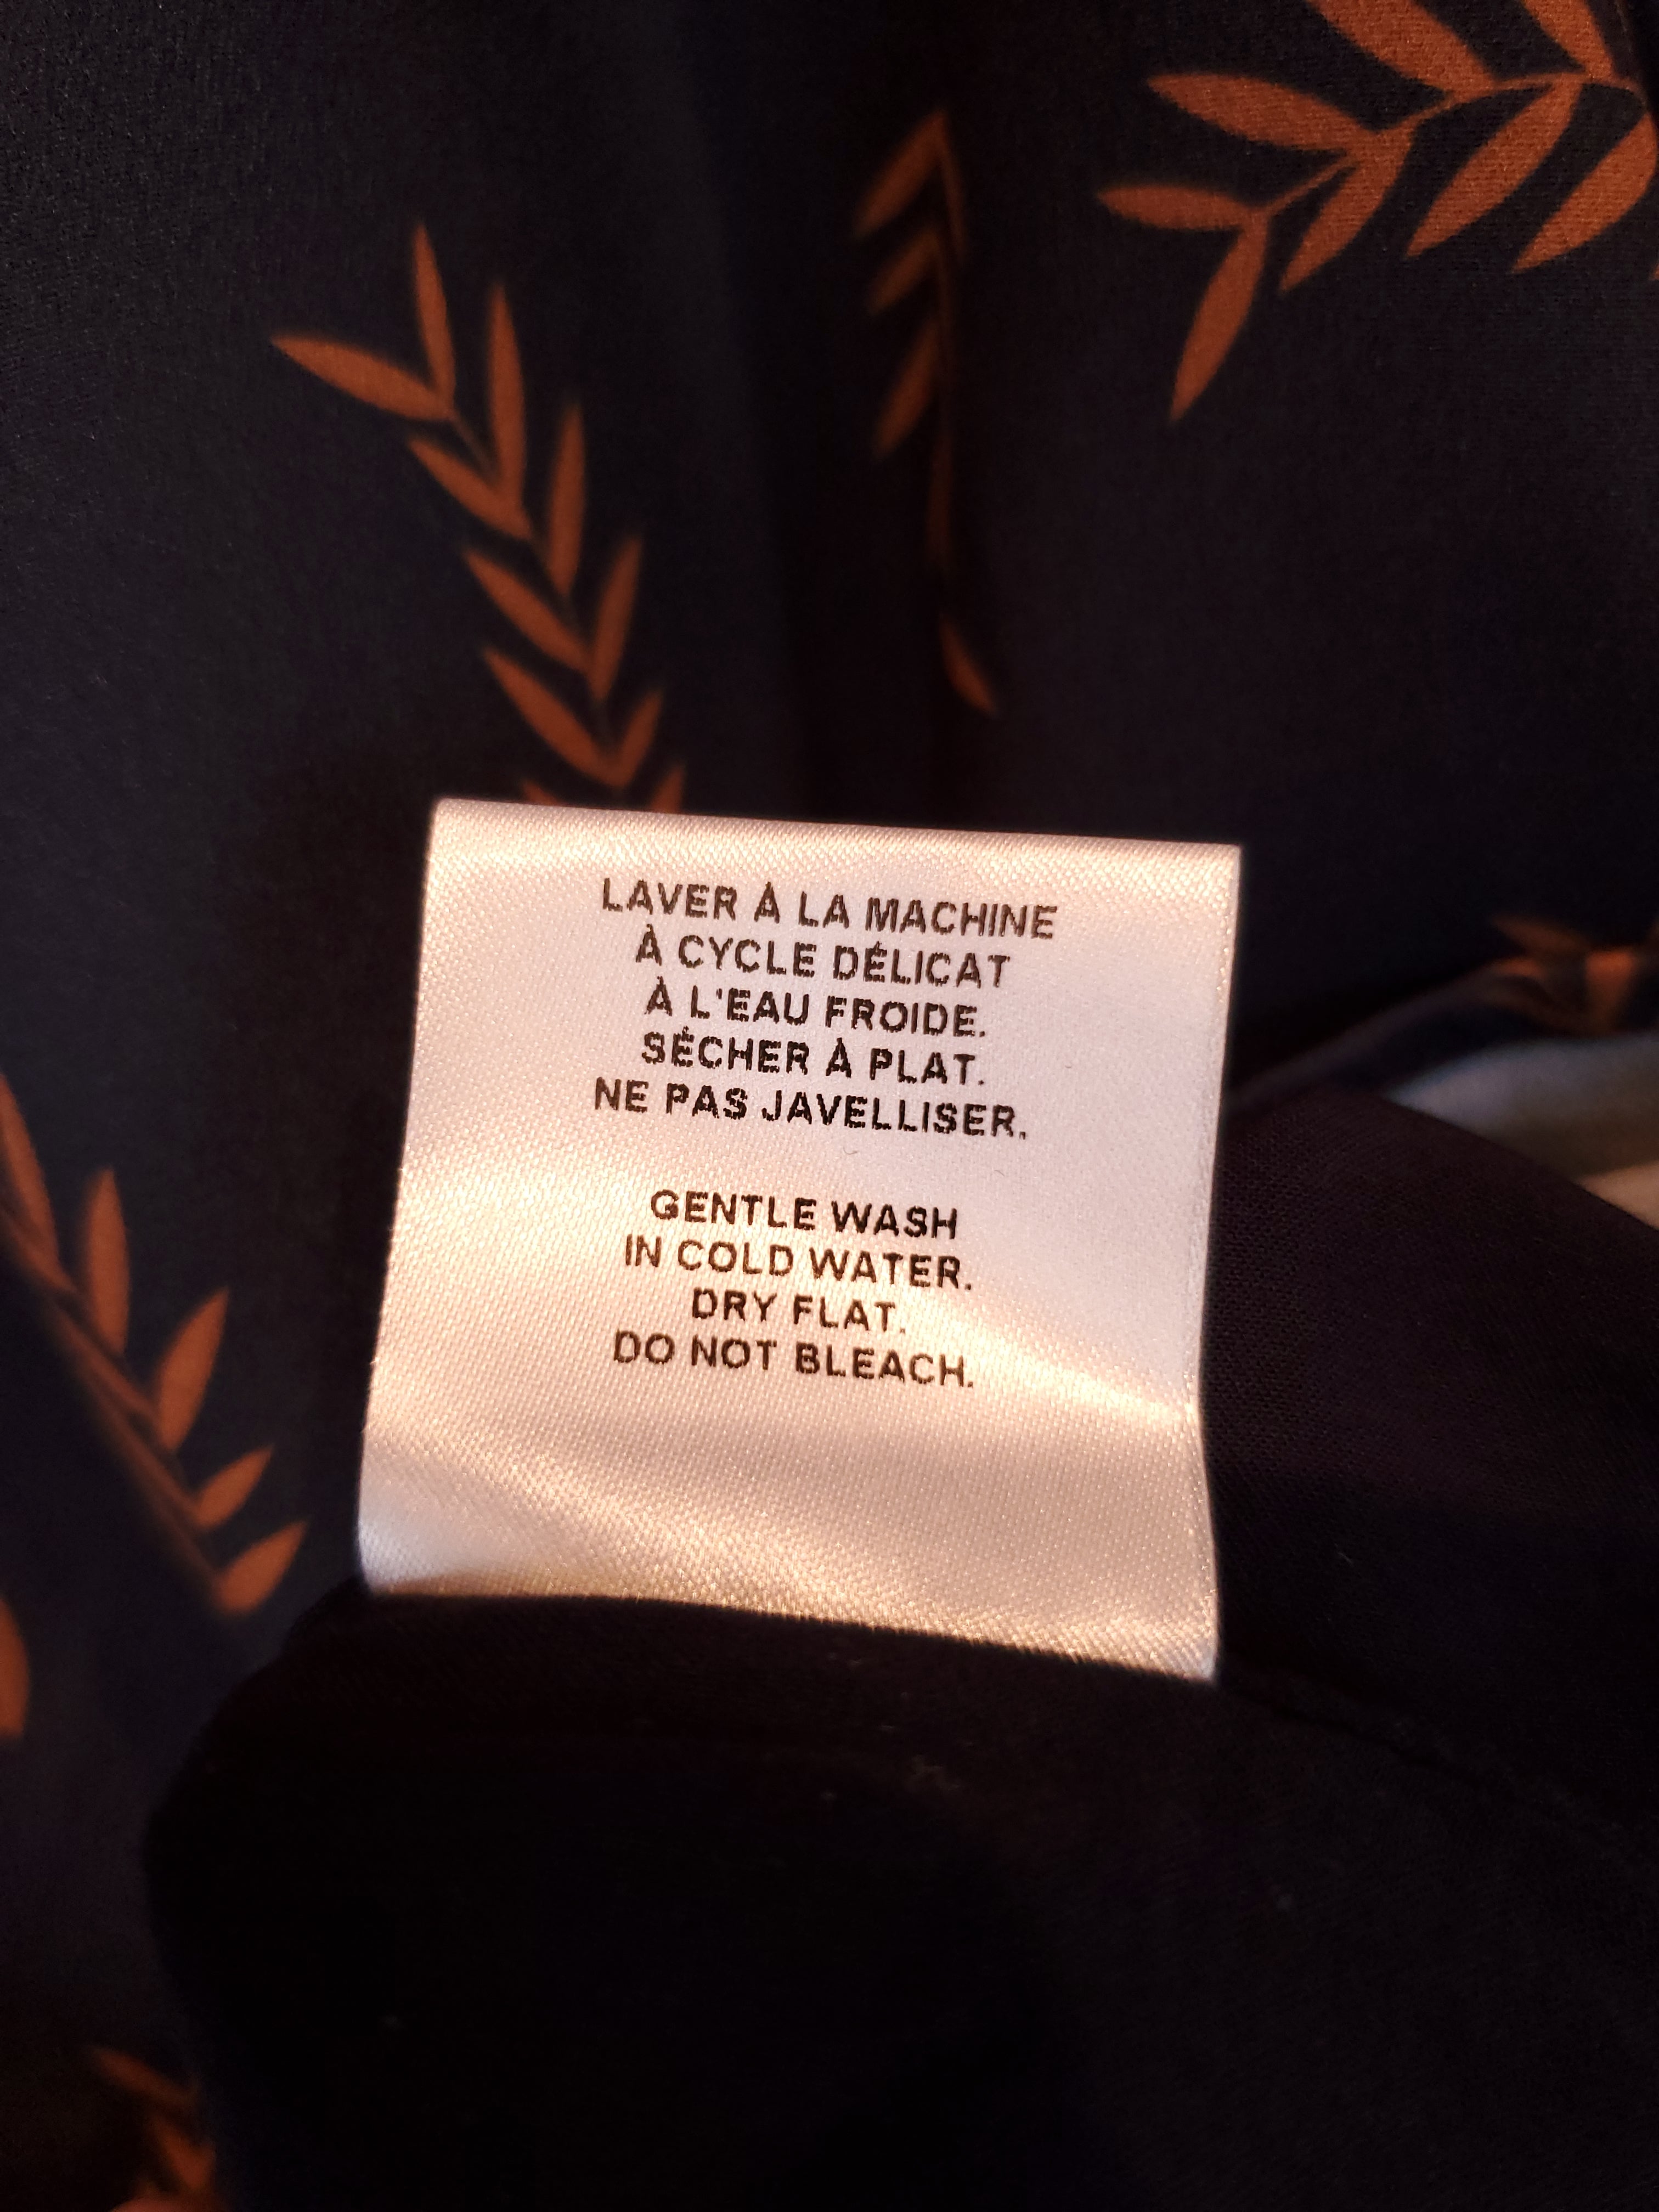 LAVER À LA MACHINE
À CYCLE DÉLICAT
À L'EAU FROIDE.
SÉCHER À PLAT.
NE PAS JAVELLISER.
GENTLE WASH
IN COLD WATER.
DRY FLAT.
DO NOT BLEACH.